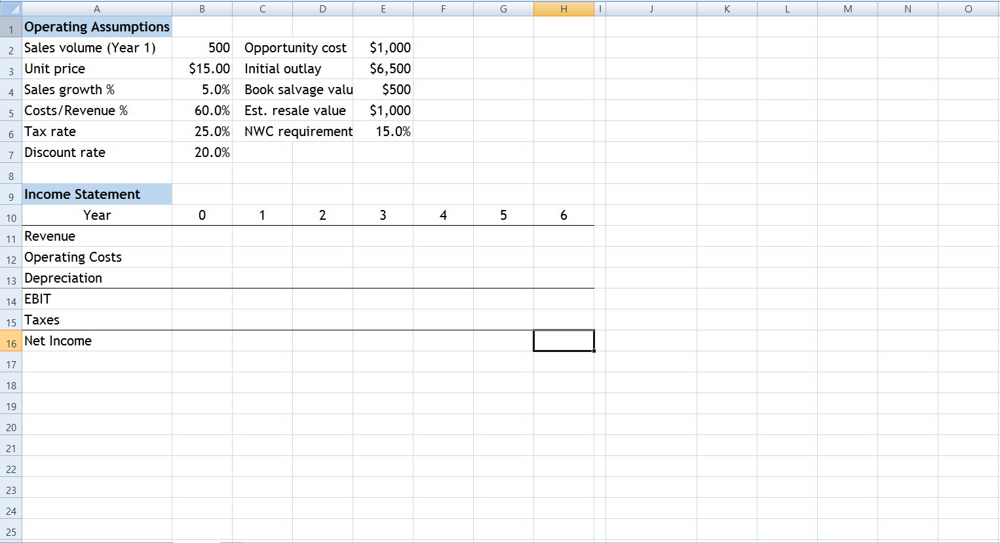 A B C D E F G H I J K L M N O
1 Operating Assumptions
2 Sales volume (Year 1) 500 Opportunity cost $1,000
3 Unit price $15.00 Initial outlay $6,500
4 Sales growth % 5.0% Book salvage valu $500
5 Costs/Revenue % 60.0% Est. resale value $1,000
6 Tax rate 25.0% NWC requirement 15.0%
7 Discount rate 20.0%
8
9 Income Statement
10 Year 0 1 2 3 4 5 6
11 Revenue
12 Operating Costs
13 Depreciation
14 EBIT
15 Taxes
16 Net Income
17
18
19
20
21
22
23
24
25